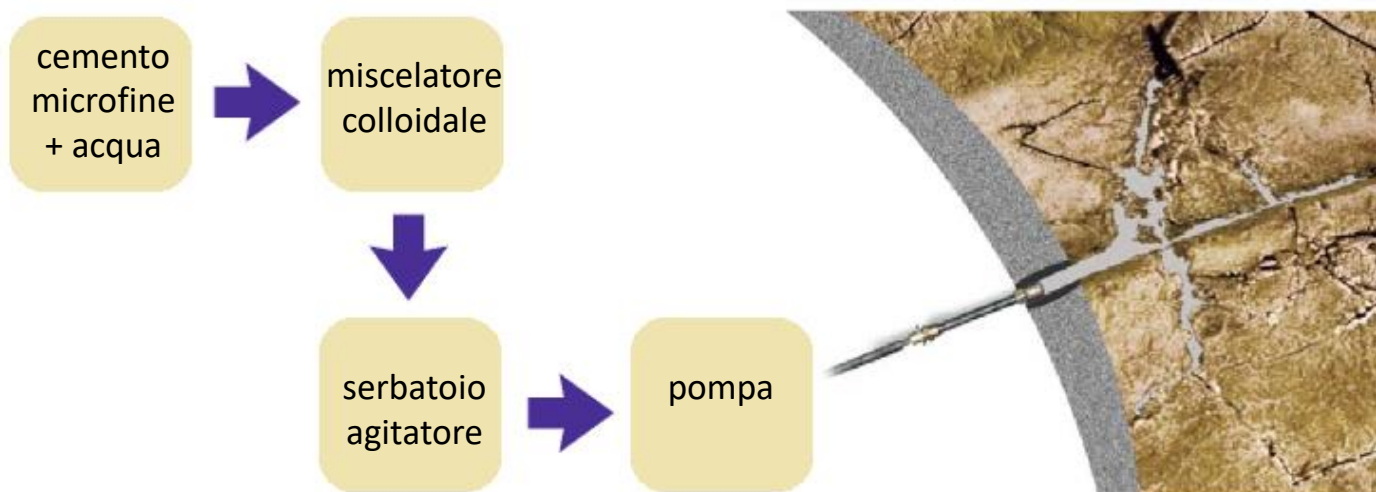 cemento
microfine
+ acqua
miscelatore
colloidale
serbatoio
agitatore
pompa